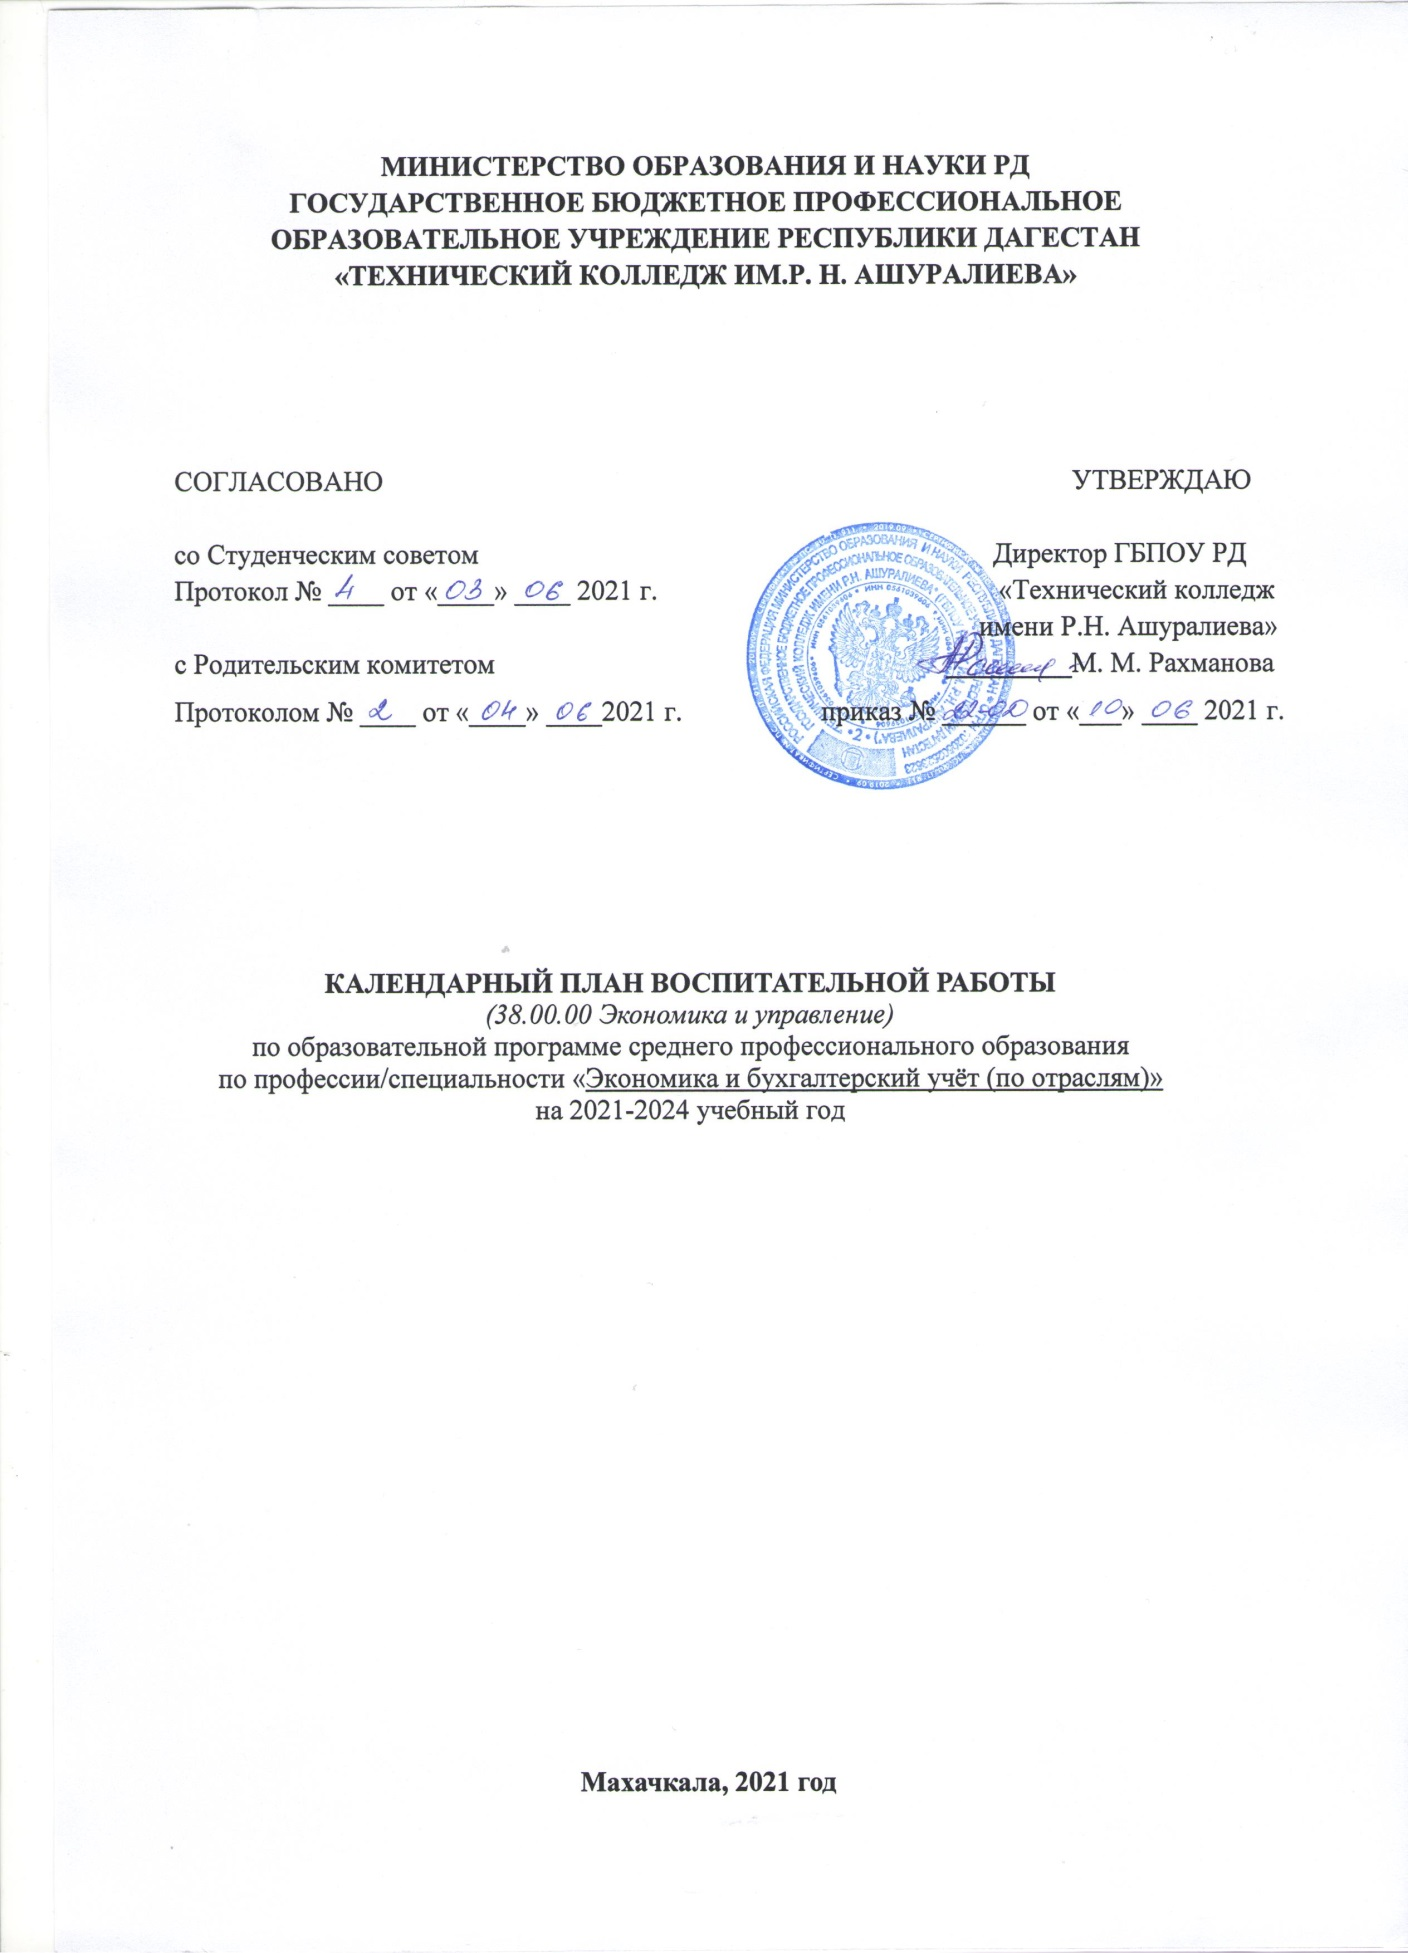 МИНИСТЕРСТВО ОБРАЗОВАНИЯ И НАУКИ РД
ГОСУДАРСТВЕННОЕ БЮДЖЕТНОЕ ПРОФЕССИОНАЛЬНОЕ
ОБРАЗОВАТЕЛЬНОЕ УЧРЕЖДЕНИЕ РЕСПУБЛИКИ ДАГЕСТАН
«ТЕХНИЧЕСКИЙ КОЛЛЕДЖ ИМ.Р. Н. АШУРАЛИЕВА»
СОГЛАСОВАНО
со Студенческим советом
Протокол № 4 от «03» 06 2021 г.
с Родительским комитетом
Протоколом № 2 от «04» 06 2021 г.
УТВЕРЖДАЮ
Директор ГБПОУ РД
«Технический колледж
имени Р.Н. Ашуралиева»
М. М. Рахманова
приказ № от «10» 06 2021 г.
КАЛЕНДАРНЫЙ ПЛАН ВОСПИТАТЕЛЬНОЙ РАБОТЫ
(38.00.00 Экономика и управление)
по образовательной программе среднего профессионального образования
по профессии/специальности «Экономика и бухгалтерский учёт (по отраслям)»
на 2021-2024 учебный год
Махачкала, 2021 год